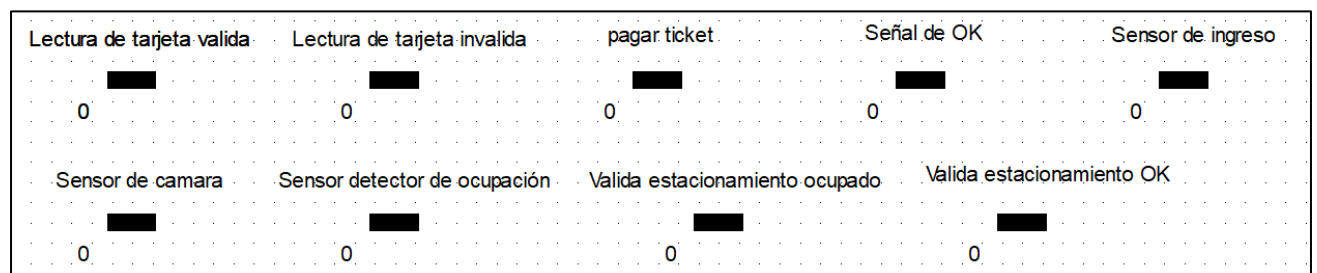 Lectura de tarjeta valida
Lectura de tarjeta invalida
pagar ticket
Señal de OK
Sensor de ingreso
0
0
0
0
0
Sensor de camara
Sensor detector de ocupación
Valida estacionamiento ocupado
Valida estacionamiento OK
0
0
0
0